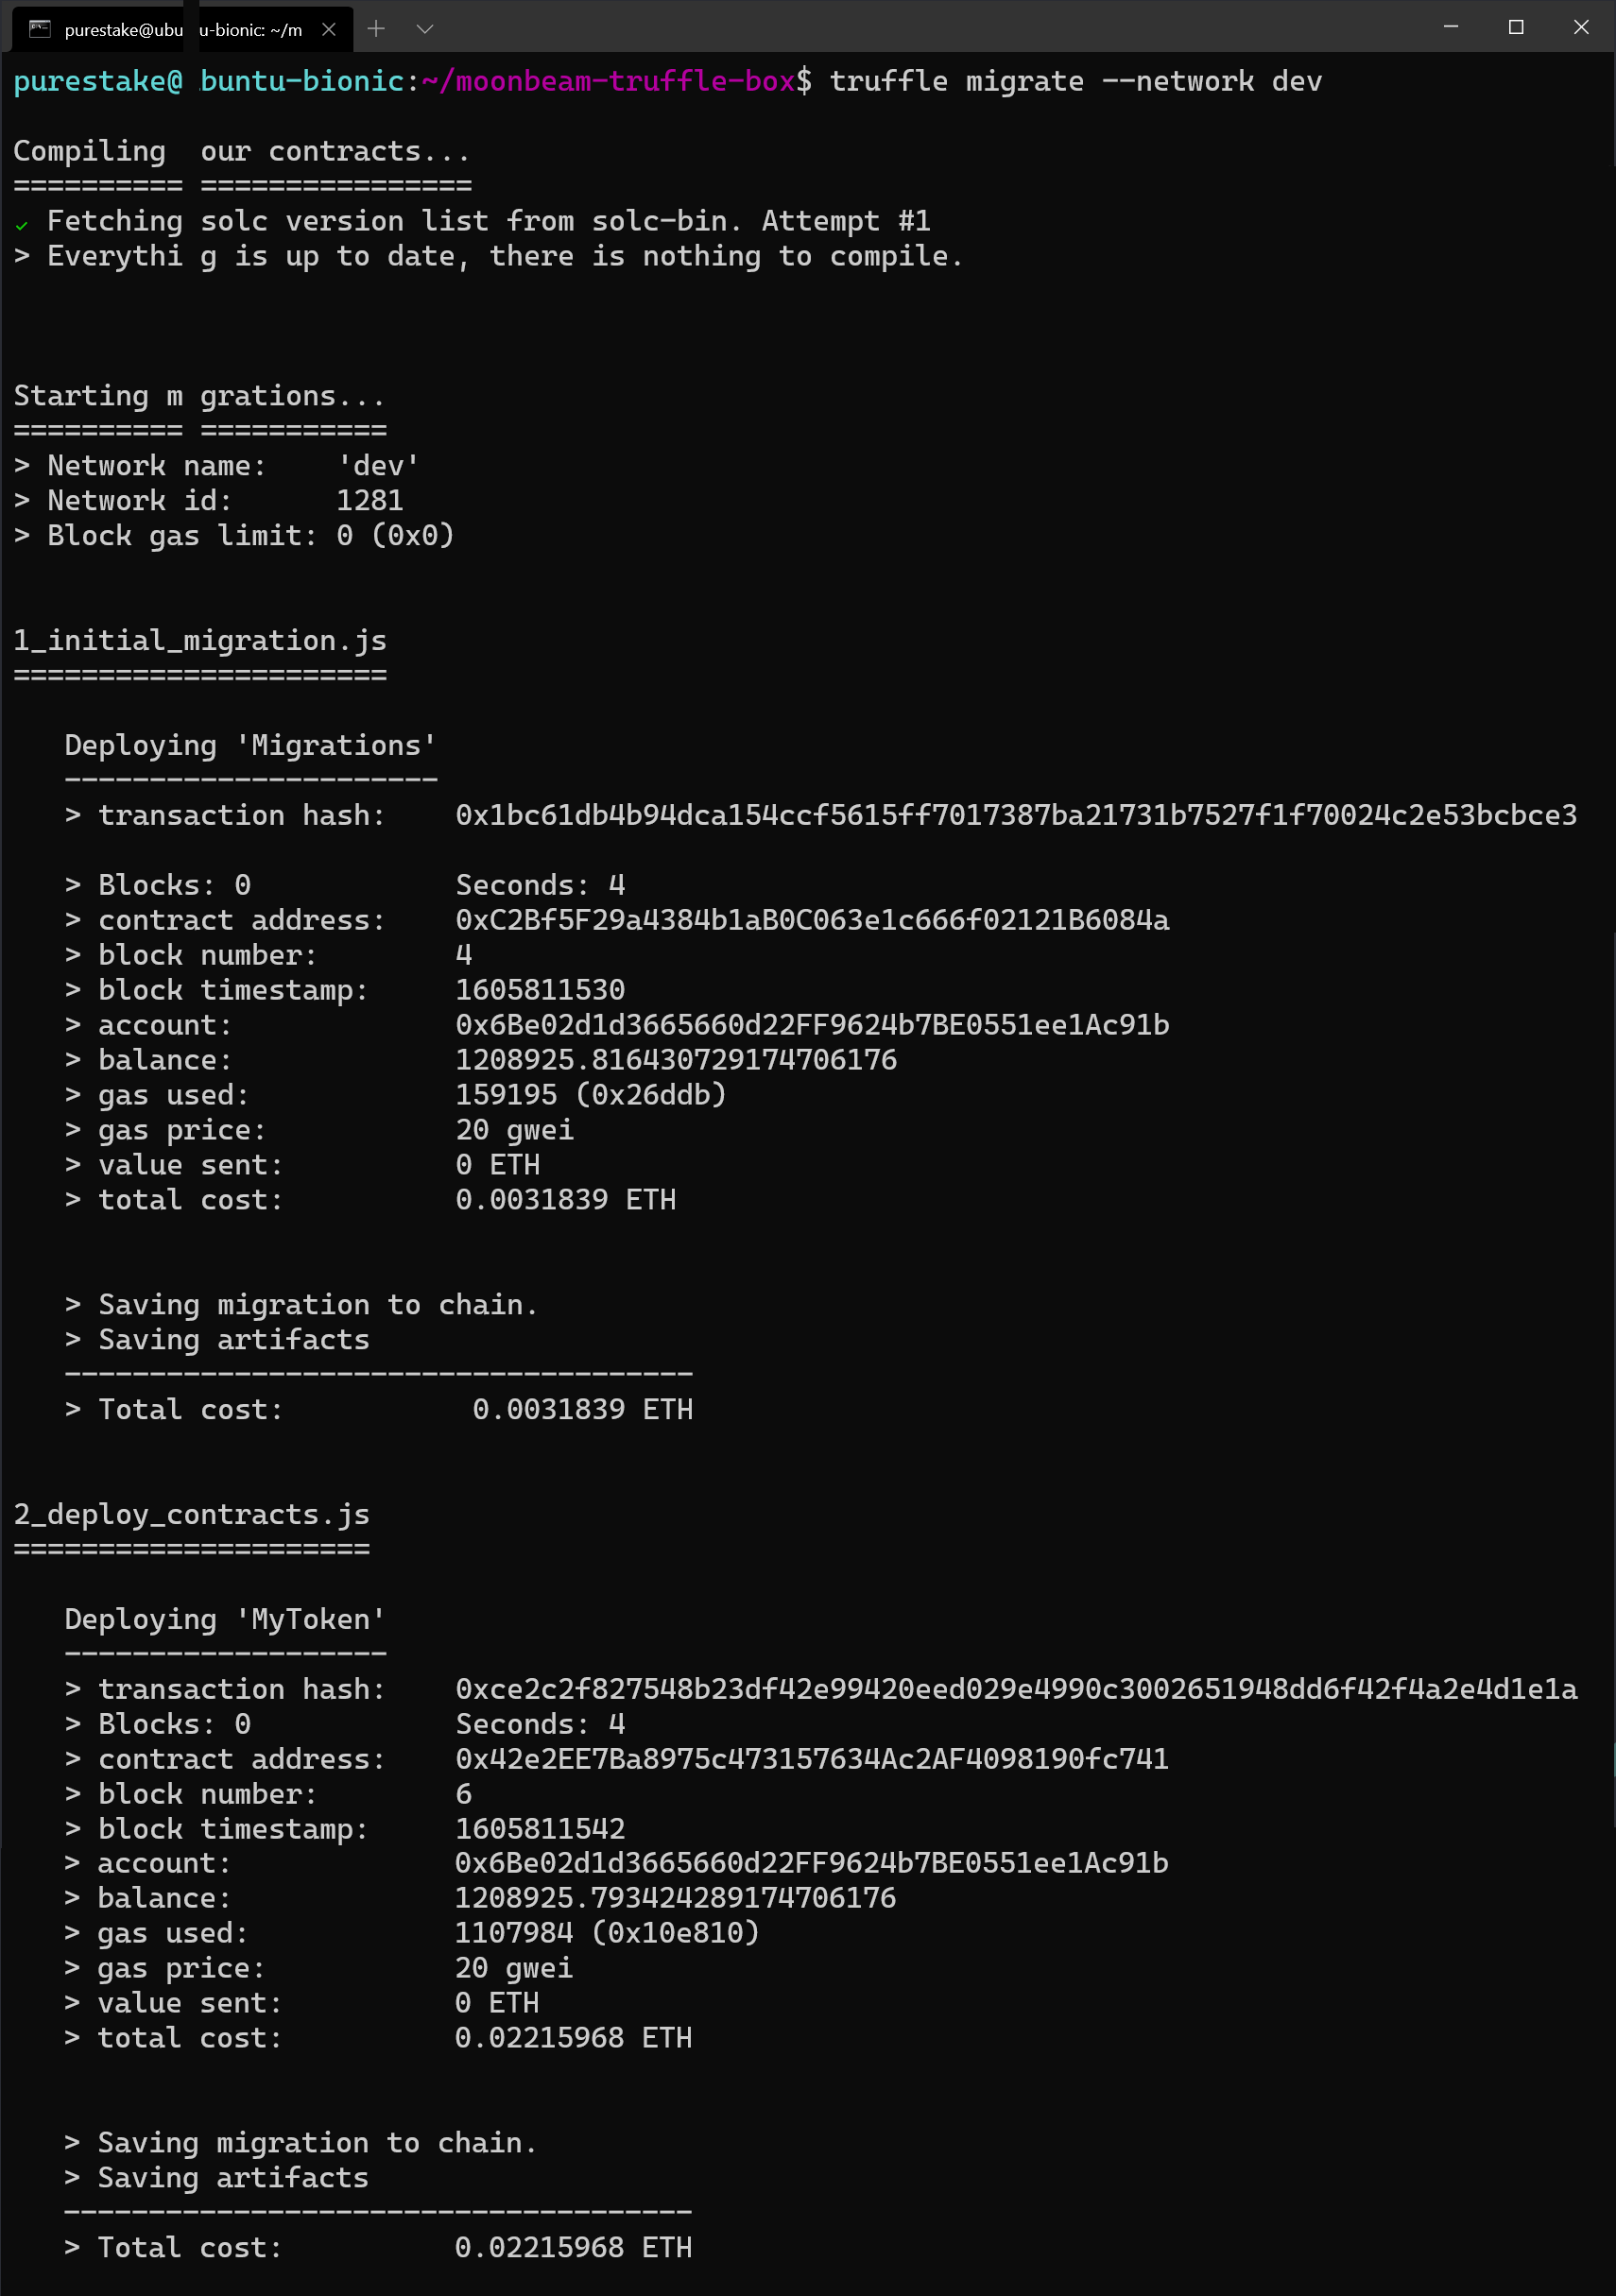 purestake@ubu u-bionic: ~/m
purestake@ buntu-bionic:~/moonbeam-truffle-box$ truffle migrate --network dev
Compiling  our contracts...
========== ================
✓ Fetching solc version list from solc-bin. Attempt #1
> Everythi g is up to date, there is nothing to compile.
Starting m grations...
========== ===========
> Network name:    'dev'
> Network id:      1281
> Block gas limit: 0 (0x0)
1_initial_migration.js
======================
   Deploying 'Migrations'
   ----------------------
   > transaction hash:    0x1bc61db4b94dca154ccf5615ff7017387ba21731b7527f1f70024c2e53bcbce3
   > Blocks: 0            Seconds: 4
   > contract address:    0xC2Bf5F29a4384b1aB0C063e1c666f02121B6084a
   > block number:        4
   > block timestamp:     1605811530
   > account:             0x6Be02d1d3665660d22FF9624b7BE0551ee1Ac91b
   > balance:             1208925.816430729174706176
   > gas used:            159195 (0x26ddb)
   > gas price:           20 gwei
   > value sent:          0 ETH
   > total cost:          0.0031839 ETH
   > Saving migration to chain.
   > Saving artifacts
   -------------------------------------
   > Total cost:           0.0031839 ETH
2_deploy_contracts.js
=====================
   Deploying 'MyToken'
   -------------------
   > transaction hash:    0xce2c2f827548b23df42e99420eed029e4990c3002651948dd6f42f4a2e4d1e1a
   > Blocks: 0            Seconds: 4
   > contract address:    0x42e2EE7Ba8975c473157634Ac2AF4098190fc741
   > block number:        6
   > block timestamp:     1605811542
   > account:             0x6Be02d1d3665660d22FF9624b7BE0551ee1Ac91b
   > balance:             1208925.793424289174706176
   > gas used:            1107984 (0x10e810)
   > gas price:           20 gwei
   > value sent:          0 ETH
   > total cost:          0.02215968 ETH
   > Saving migration to chain.
   > Saving artifacts
   -------------------------------------
   > Total cost:          0.02215968 ETH